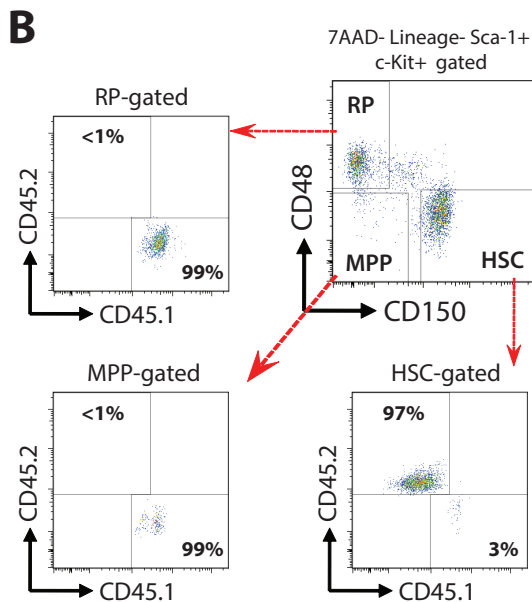 B
7AAD- Lineage- Sca-1+
c-Kit+ gated
RP-gated
<1%
99%
CD45.2
CD45.1
RP
MPP
HSC
CD48
CD150
MPP-gated
<1%
99%
CD45.2
CD45.1
HSC-gated
97%
3%
CD45.2
CD45.1